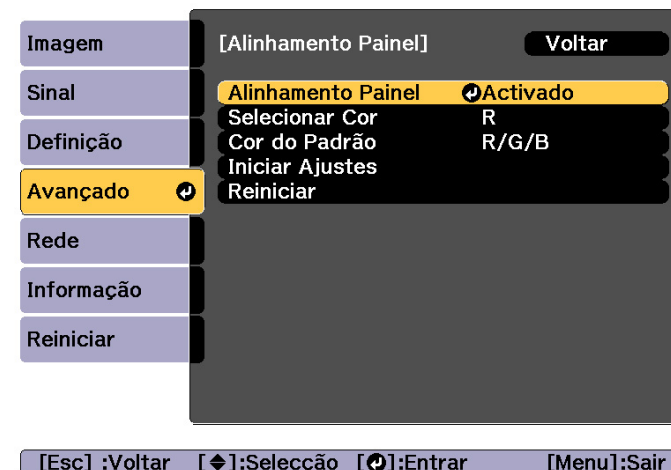 Imagem
Sinal
Definição
Avançado
Rede
Informação
Reiniciar
[Alinhamento Painel] Voltar
Alinhamento Painel Activado
Selecionar Cor R
Cor do Padrão R/G/B
Iniciar Ajustes
Reiniciar
[Esc] :Voltar [◆]:Selecção [↵]:Entrar [Menu]:Sair